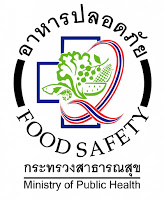 อาหารปลอดภัย
FOOD SAFETY
กระทรวงสาธารณสุข
Ministry of Public Health